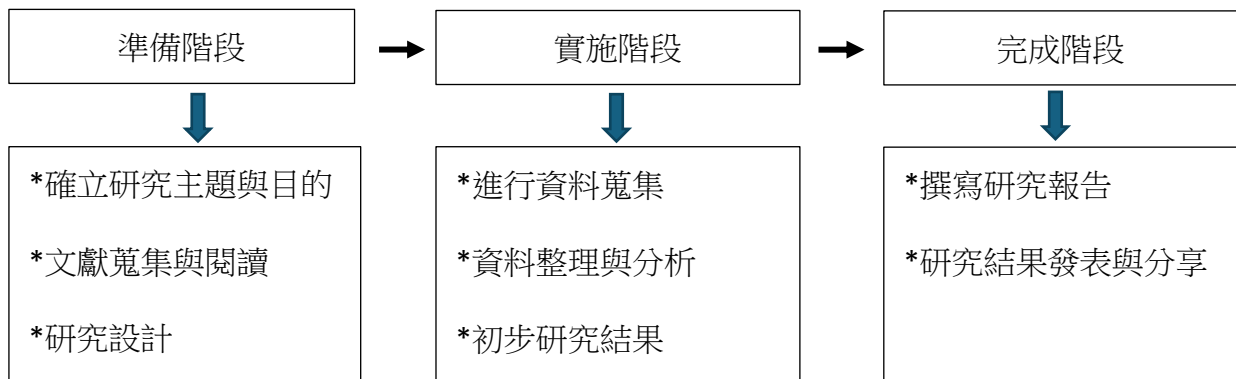 準備階段
實施階段
完成階段
*確立研究主題與目的
*文獻蒐集與閱讀
*研究設計
*進行資料蒐集
*資料整理與分析
*初步研究結果
*撰寫研究報告
*研究結果發表與分享